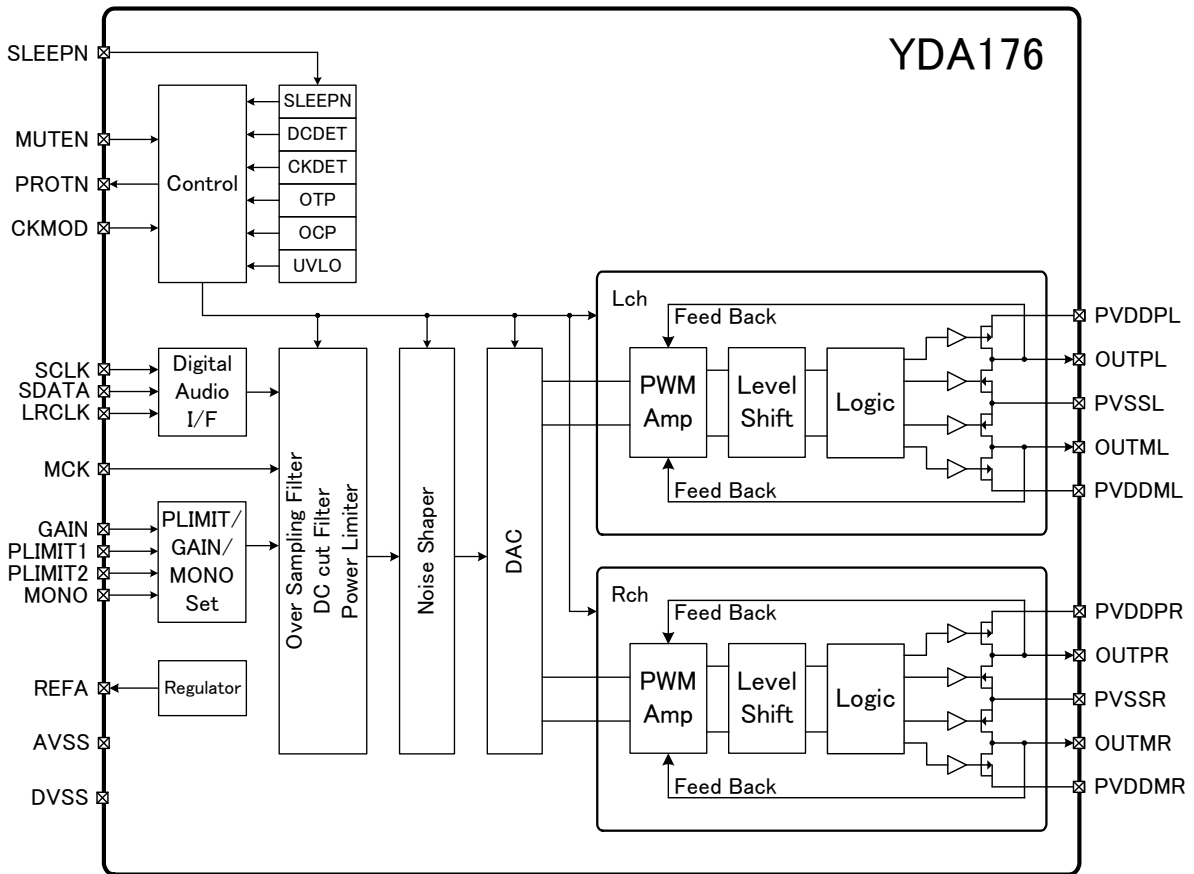 YDA176
SLEEPN
MUTEN
PROTN
CKMOD
SCLK
SDATA
LRCLK
MCK
GAIN
PLIMIT1
PLIMIT2
MONO
REFA
AVSS
DVSS
Control
SLEEPN
DCDET
CKDET
OTP
OCP
UVLO
Digital
Audio
I/F
PLIMIT/
GAIN/
MONO
Set
Regulator
Over Sampling Filter
DC cut Filter
Power Limiter
Noise Shaper
DAC
Lch
Feed Back
PWM
Amp
Level
Shift
Logic
Feed Back
Rch
Feed Back
PWM
Amp
Level
Shift
Logic
Feed Back
PVDDPL
OUTPL
PVSSL
OUTML
PVDDML
PVDDPR
OUTPR
PVSSR
OUTMR
PVDDMR